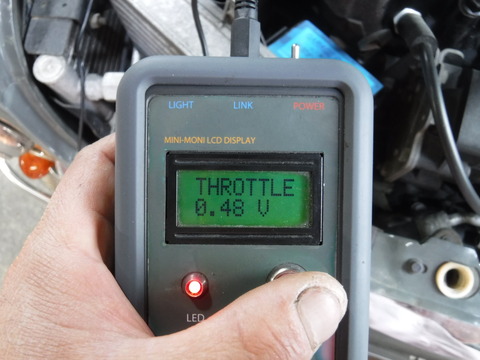 LIGHT LINK POWER
MINI-MONI LCD DISPLAY
THROTTLE
0.48 V
LED